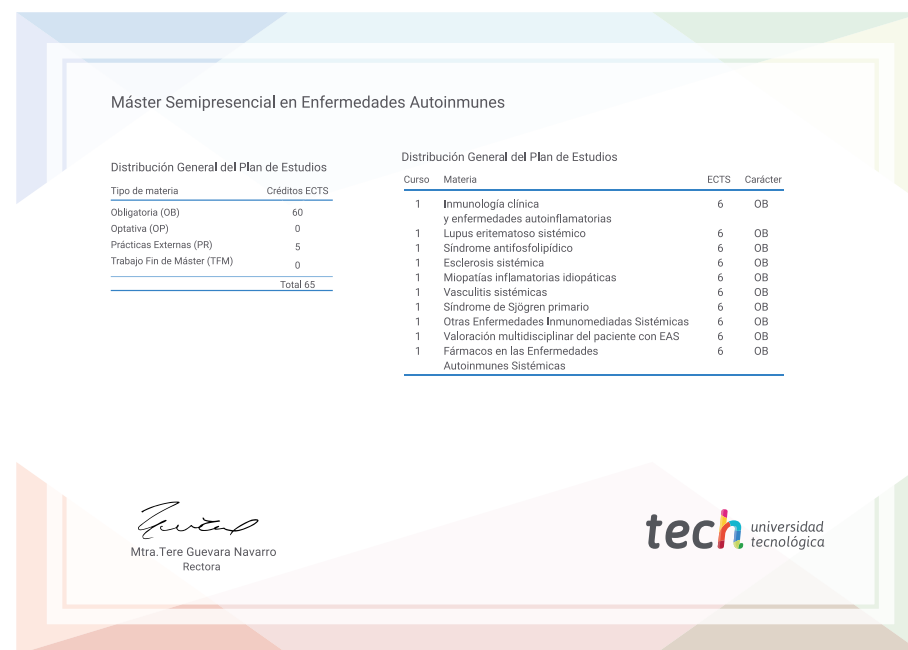 Máster Semipresencial en Enfermedades Autoinmunes
Distribución General del Plan de Estudios
Tipo de materia Créditos ECTS
Obligatoria (OB) 60
Optativa (OP) 0
Prácticas Externas (PR) 5
Trabajo Fin de Máster (TFM) 0
Total 65
Distribución General del Plan de Estudios
Curso Materia ECTS Carácter
1 Inmunología clínica 6 OB
y enfermedades autoinflamatorias
1 Lupus eritematoso sistémico 6 OB
1 Síndrome antifosfolipídico 6 OB
1 Esclerosis sistémica 6 OB
1 Miopatías inflamatorias idiopáticas 6 OB
1 Vasculitis sistémicas 6 OB
1 Síndrome de Sjögren primario 6 OB
1 Otras Enfermedades Inmunomediadas Sistémicas 6 OB
1 Valoración multidisciplinar del paciente con EAS 6 OB
1 Fármacos en las Enfermedades 6 OB
Autoinmunes Sistémicas
Mtra.Tere Guevara Navarro
Rectora
tech universidad
tecnológica